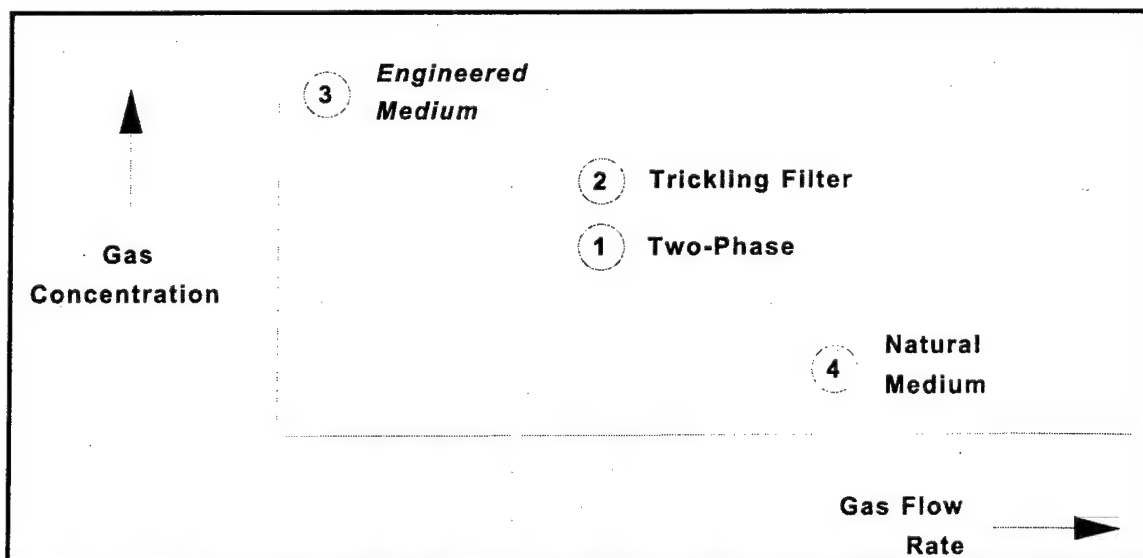 3 Engineered
Medium
2 Trickling Filter
1 Two-Phase
Gas
Concentration
4 Natural
Medium
Gas Flow
Rate